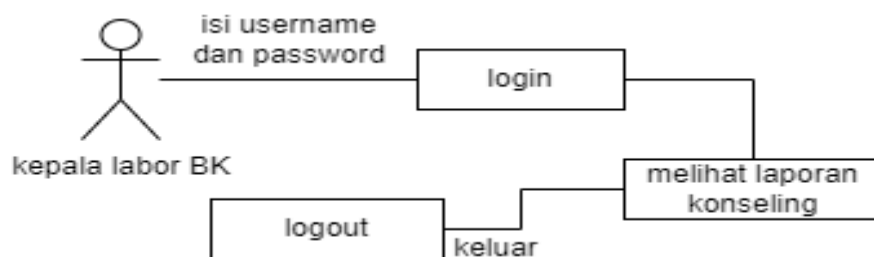 isi username
dan password
login
kepala labor BK
melihat laporan
konseling
logout
keluar